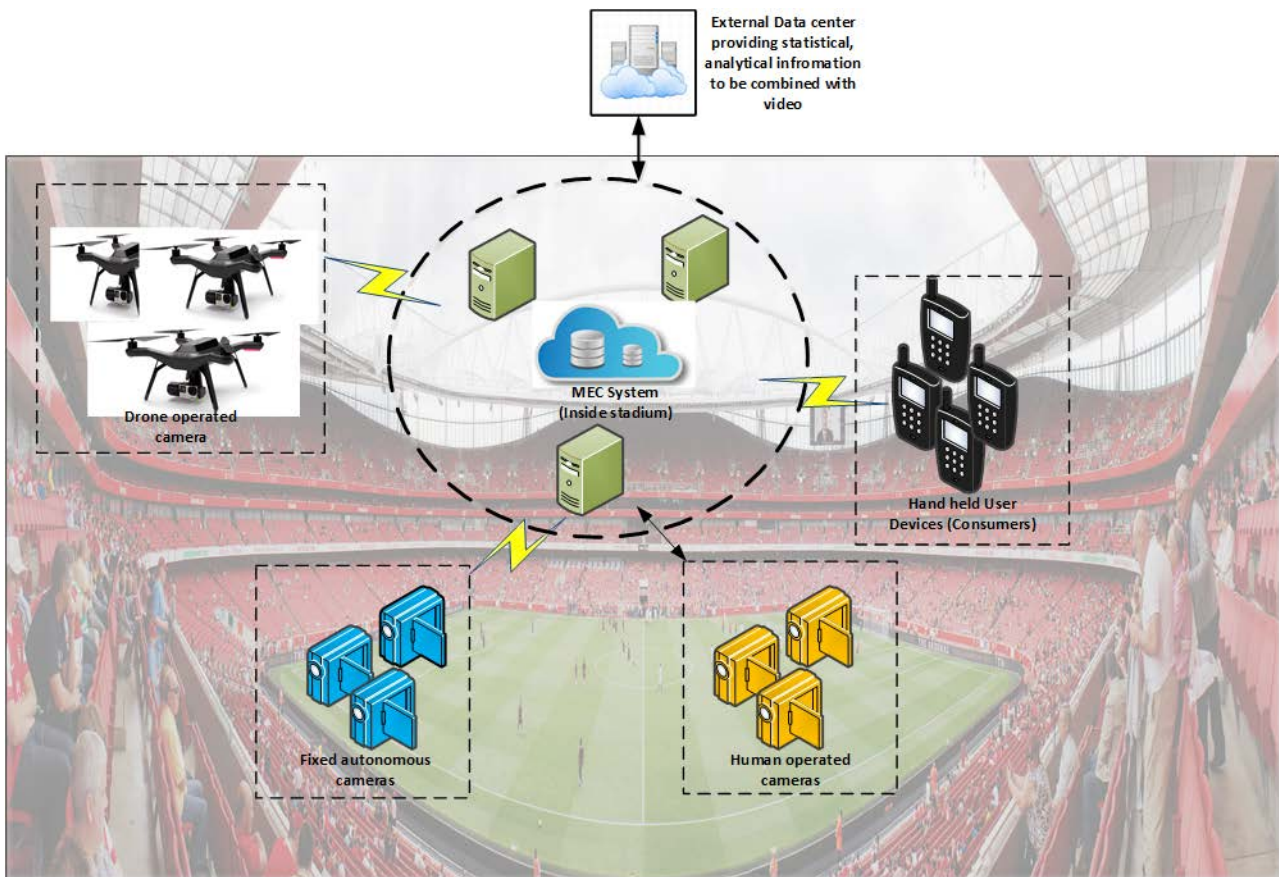 External Data center
providing statistical,
analytical infromation
to be combined with
video
Drone operated
camera
MEC System
(Inside stadium)
Hand held User
Devices (Consumers)
Fixed autonomous
cameras
Human operated
cameras